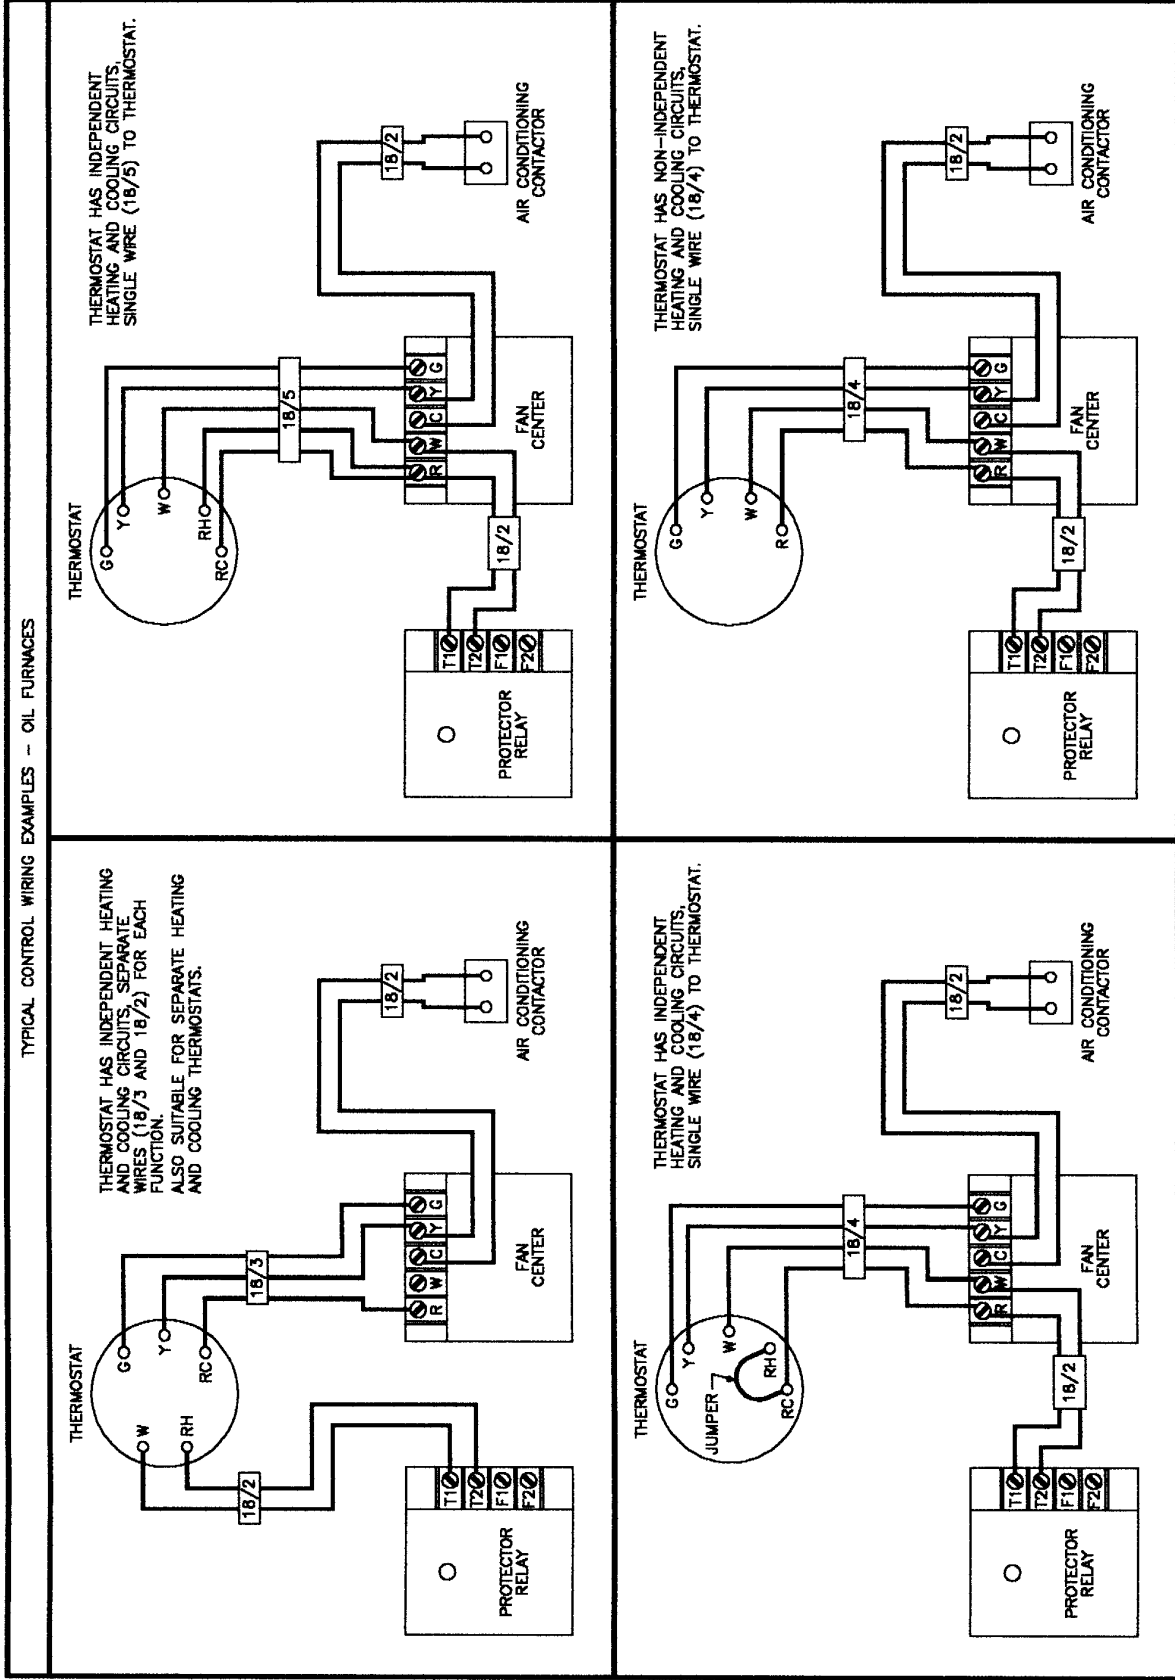 TYPICAL CONTROL WIRING EXAMPLES - OIL FURNACES
THERMOSTAT
THERMOSTAT HAS INDEPENDENT HEATING
AND COOLING CIRCUITS, SEPARATE
WIRES (18/3 AND 18/2) FOR EACH
FUNCTION.
ALSO SUITABLE FOR SEPARATE HEATING
AND COOLING THERMOSTATS.
G
W
Y
RH
RC
18/2
18/3
18/2
T1
T2
F1
F2
R
W
C
Y
G
PROTECTOR
RELAY
FAN
CENTER
AIR CONDITIONING
CONTACTOR
THERMOSTAT
THERMOSTAT HAS INDEPENDENT
HEATING AND COOLING CIRCUITS,
SINGLE WIRE (18/5) TO THERMOSTAT.
G
Y
W
RH
RC
18/5
18/2
18/2
T1
T2
F1
F2
R
W
C
Y
G
PROTECTOR
RELAY
FAN
CENTER
AIR CONDITIONING
CONTACTOR
THERMOSTAT
THERMOSTAT HAS INDEPENDENT
HEATING AND COOLING CIRCUITS,
SINGLE WIRE (18/4) TO THERMOSTAT.
G
Y
JUMPER
W
RH
RC
18/4
18/2
18/2
T1
T2
F1
F2
R
W
C
Y
G
PROTECTOR
RELAY
FAN
CENTER
AIR CONDITIONING
CONTACTOR
THERMOSTAT
THERMOSTAT HAS NON-INDEPENDENT
HEATING AND COOLING CIRCUITS,
SINGLE WIRE (18/4) TO THERMOSTAT.
G
Y
W
R
18/4
18/2
18/2
T1
T2
F1
F2
R
W
C
Y
G
PROTECTOR
RELAY
FAN
CENTER
AIR CONDITIONING
CONTACTOR